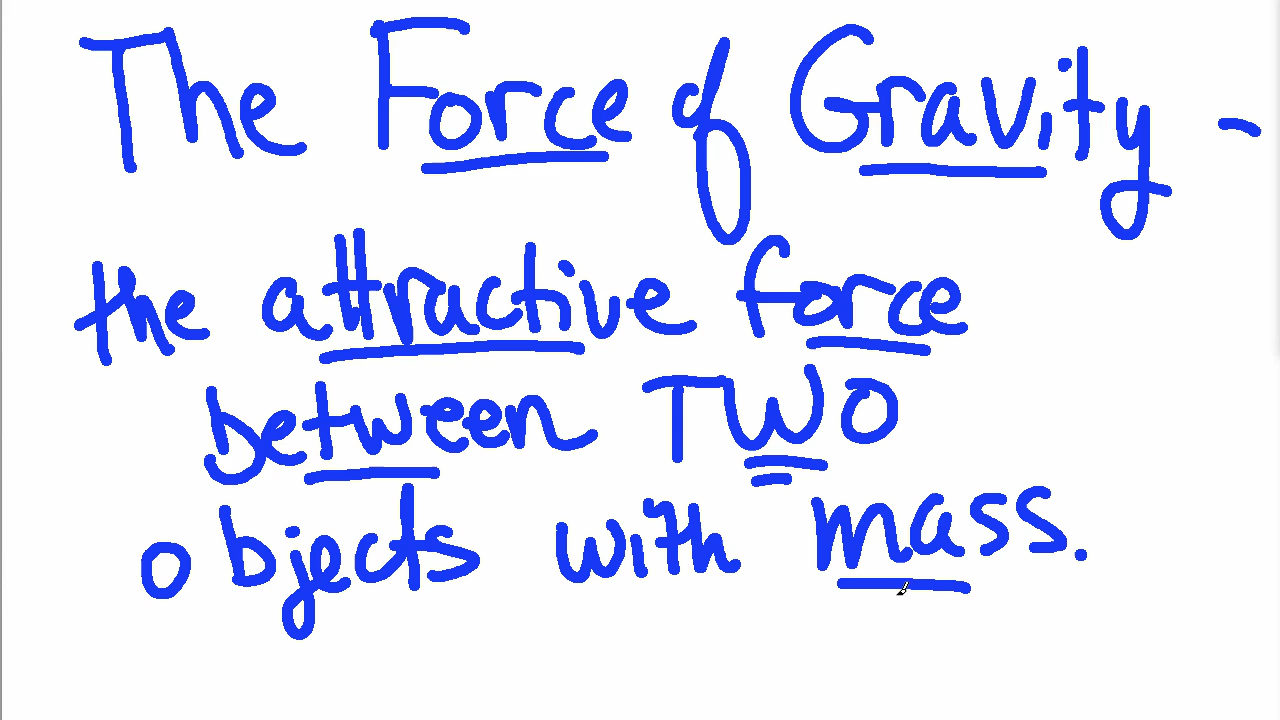 The Force of Gravity -
the attractive force
between TWO
objects with mass.